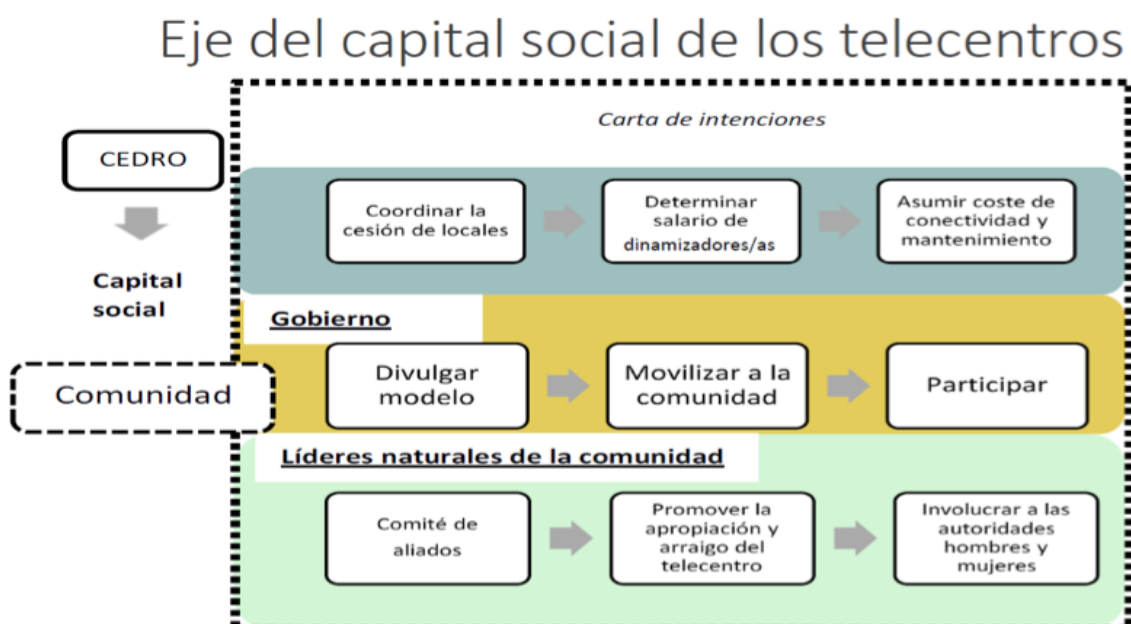 Eje del capital social de los telecentros
Carta de intenciones
CEDRO
Coordinar la
cesión de locales
Determinar
salario de
dinamizadores/as
Asumir coste de
conectividad y
mantenimiento
Capital
social
Gobierno
Comunidad
Divulgar
modelo
Movilizar a la
comunidad
Participar
Líderes naturales de la comunidad
Comité de
aliados
Promover la
apropiación y
arraigo del
telecentro
Involucrar a las
autoridades
hombres y
mujeres